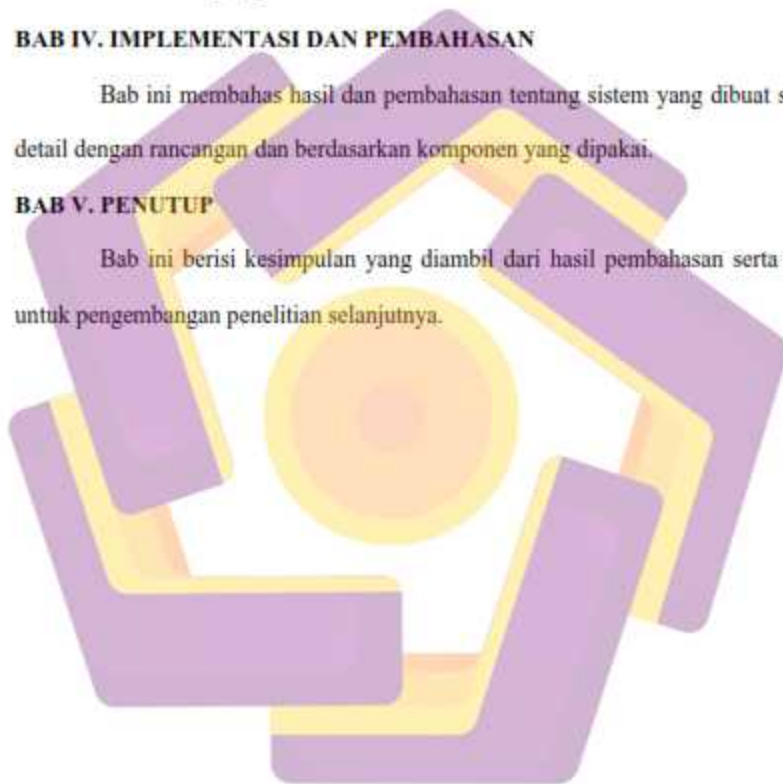 BAB IV. IMPLEMENTASI DAN PEMBAHASAN
Bab ini membahas hasil dan pembahasan tentang sistem yang dibuat
detail dengan rancangan dan berdasarkan komponen yang dipakai.
BAB V. PENUTUP
Bab ini berisi kesimpulan yang diambil dari hasil pembahasan serta
untuk pengembangan penelitian selanjutnya.